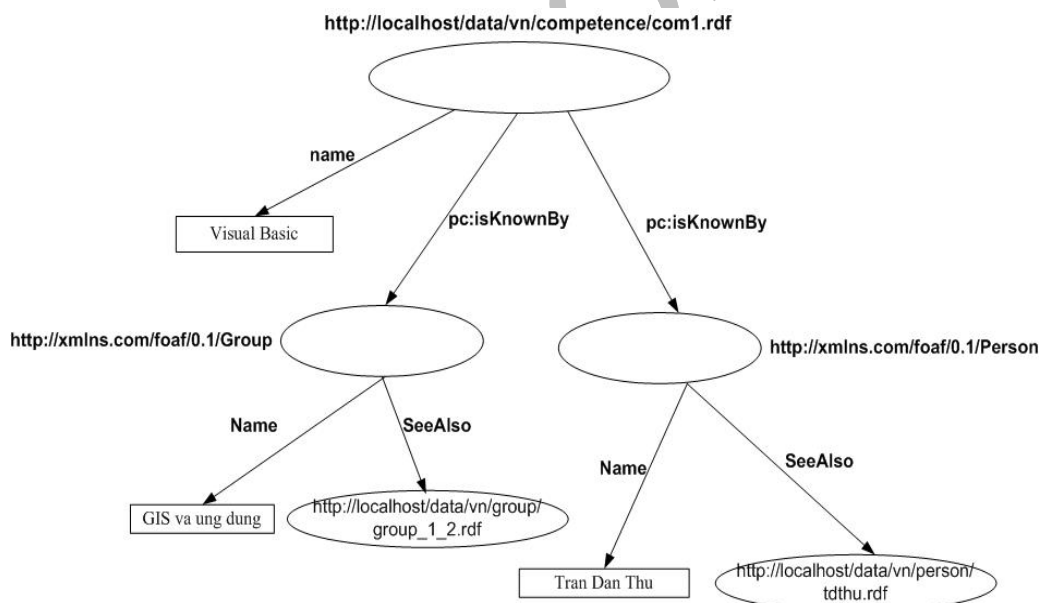 http://localhost/data/vn/competence/com1.rdf
name
Visual Basic
pc:isKnownBy
pc:isKnownBy
http://xmlns.com/foaf/0.1/Group
http://xmlns.com/foaf/0.1/Person
Name
SeeAlso
Name
SeeAlso
GIS va ung dung
http://localhost/data/vn/group/
group_1_2.rdf
Tran Dan Thu
http://localhost/data/vn/person/
tdthu.rdf